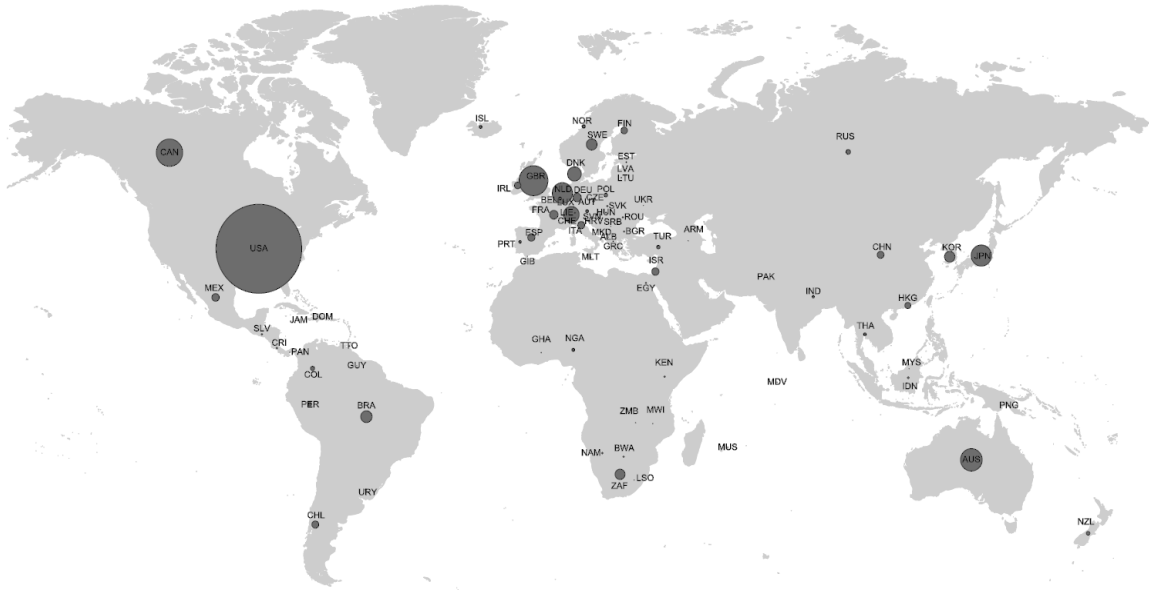 ISL
NOR
FIN
SWE
RUS
CAN
EST
DNK
LVA
LTU
GBR
IRL
NLD
DEU
POL
BEL
LUX
CZE
AUT
SVK
UKR
FRA
LIE
CHE
SVN
HUN
HRV
SRB
ROU
ITA
MKD
BGR
ALB
GRC
ESP
PRT
GIB
MLT
TUR
ARM
ISR
EGY
USA
CHN
KOR
JPN
MEX
PAK
IND
HKG
JAM
DOM
SLV
CRI
PAN
TTO
GUY
COL
THA
GHA
NGA
KEN
MYS
IDN
MDV
PER
BRA
ZMB
MWI
PNG
NAM
BWA
MUS
AUS
ZAF
LSO
URY
CHL
NZL